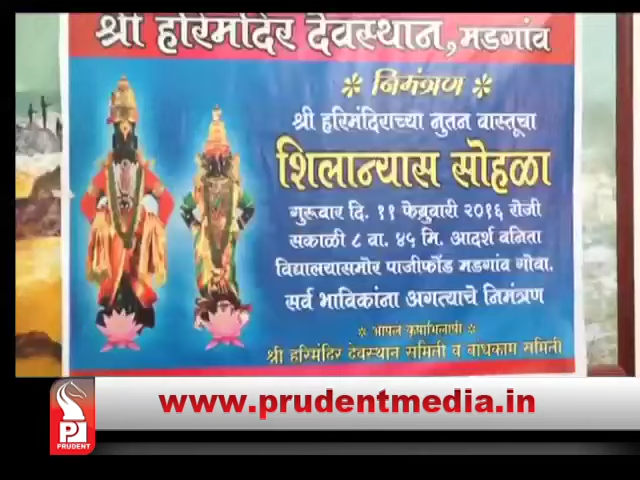 श्री हरिमंदिर देवस्थान, मडगांव
निमंत्रण
श्री हरिमंदिराच्या नुतन वास्तूचा
शिलान्यास सोहळा
गुरूवार दि. ११ फेब्रुवारी २०१६ रोजी
सकाळी ८ वा. ४५ मि. आदर्श वनिता
विद्यालयासमोर पाजीफोंड मडगांव गोवा.
सर्व भाविकांना अगत्याचे निमंत्रण
आपले कृपाभिलाषी
श्री हरिमंदिर देवस्थान समिती व बांधकाम समिती
www.prudentmedia.in
PRUDENT